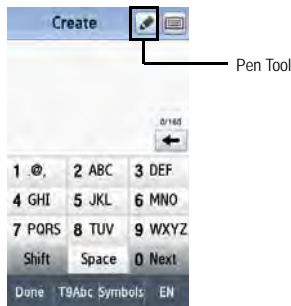 Create
Pen Tool
0/160
1 .@, 2 ABC 3 DEF
4 GHI 5 JKL 6 MNO
7 PQRS 8 TUV 9 WXYZ
Shift Space 0 Next
Done T9Abc Symbols EN